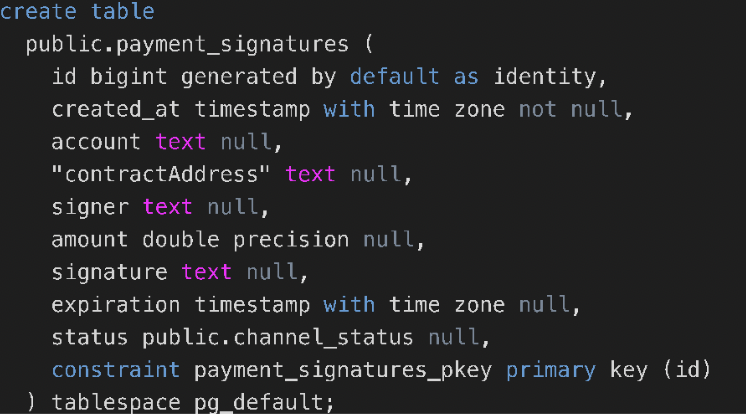 create table
public.payment_signatures (
id bigint generated by default as identity,
created_at timestamp with time zone not null,
account text null,
"contractAddress" text null,
signer text null,
amount double precision null,
signature text null,
expiration timestamp with time zone null,
status public.channel_status null,
constraint payment_signatures_pkey primary key (id)
) tablespace pg_default;